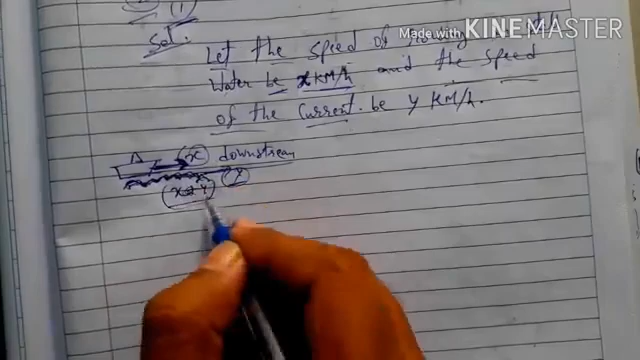 Made with KINEMASTER
(1)
Sol.
Let the speed of
Water be x KM/h and the speed
of the Current be y KM/h.
x downstream
y
x + y